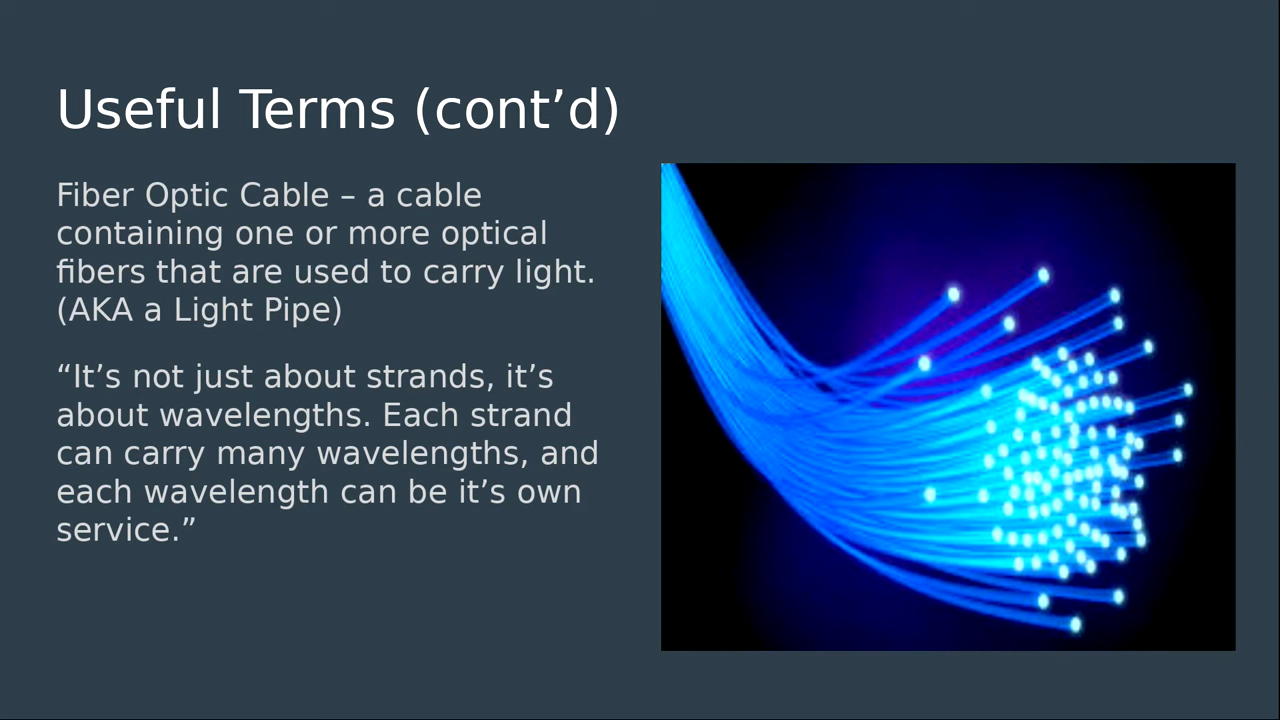 Useful Terms (cont’d)
Fiber Optic Cable – a cable
containing one or more optical
fibers that are used to carry light.
(AKA a Light Pipe)
“It’s not just about strands, it’s
about wavelengths. Each strand
can carry many wavelengths, and
each wavelength can be it’s own
service.”